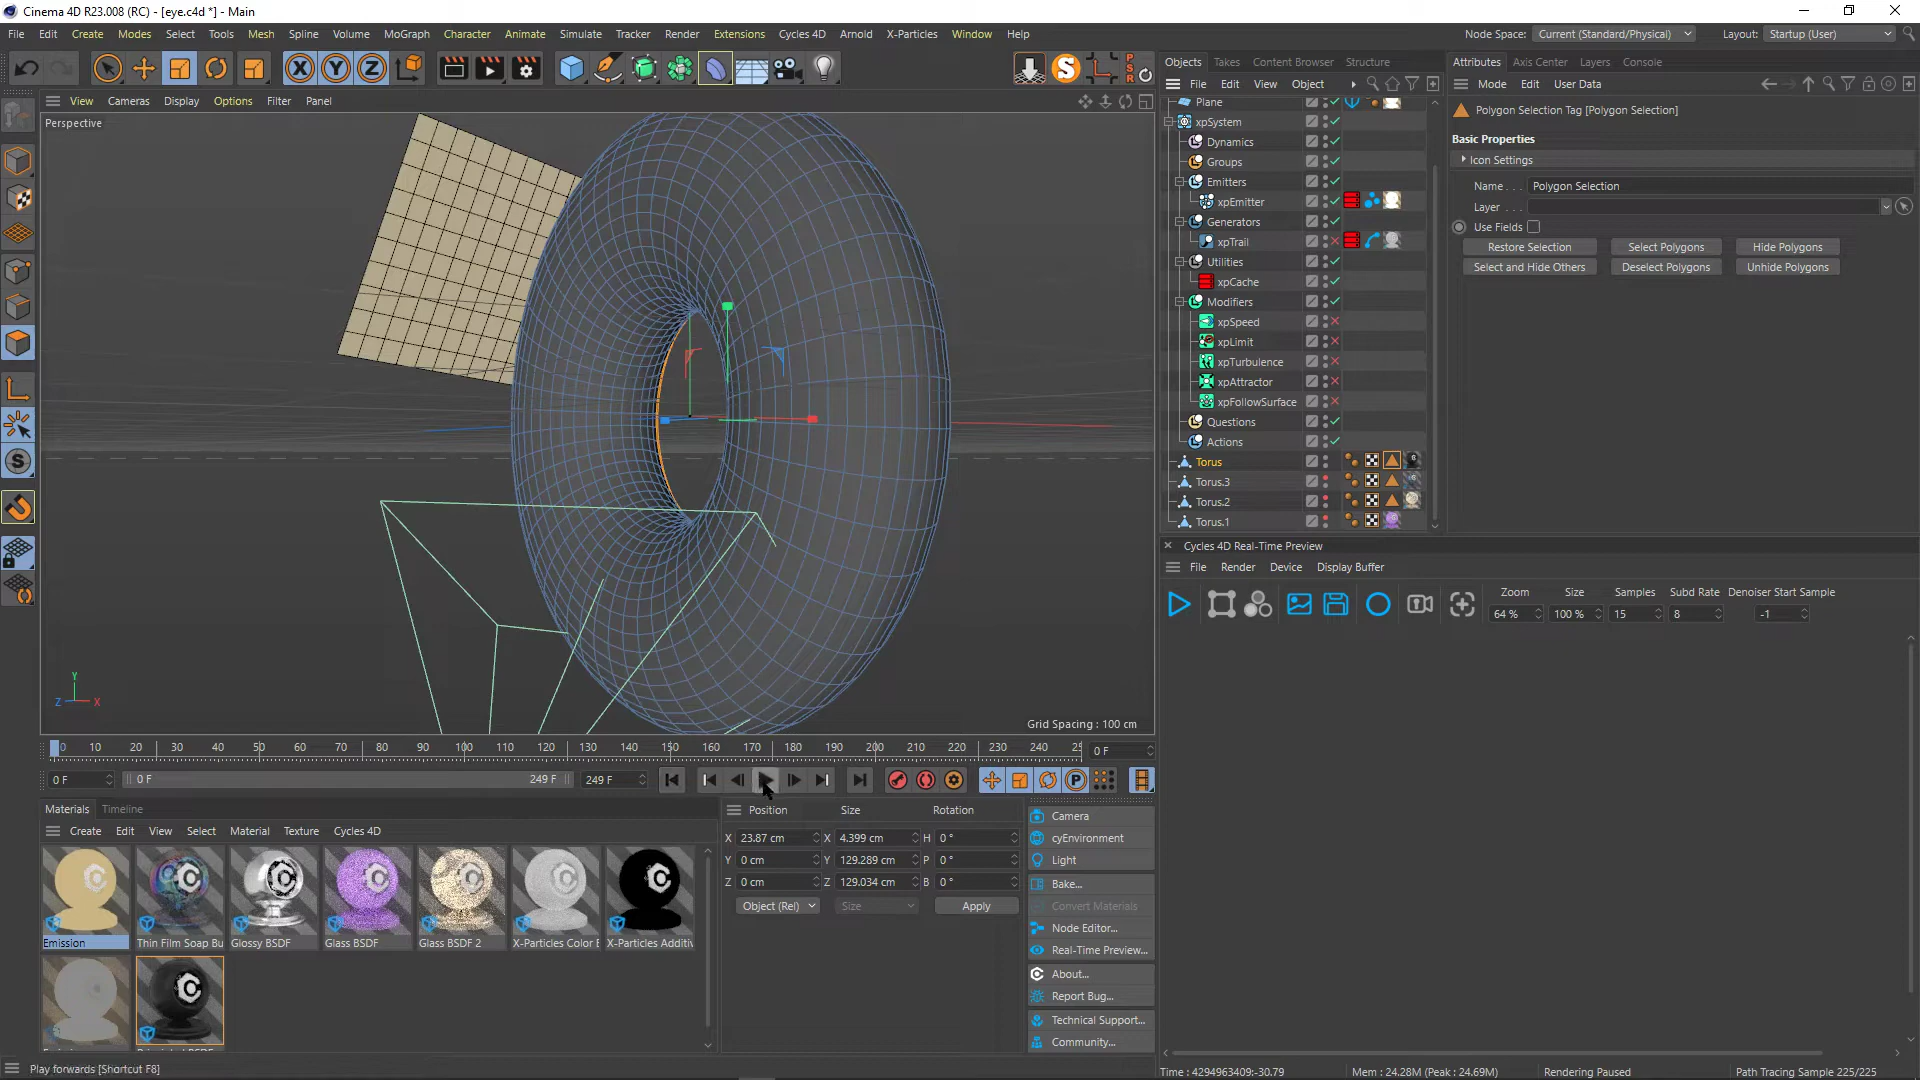 Cinema 4D R23.008 (RC) - [eye.c4d *] - Main
File Edit Create Modes Select Tools Mesh Spline Volume MoGraph Character Animate Simulate Tracker Render Extensions Cycles 4D Arnold X-Particles Window Help
Node Space: Current (Standard/Physical) Layout: Startup (User)
View Cameras Display Options Filter Panel
Perspective
Grid Spacing : 100 cm
Y
Z X
0 10 20 30 40 50 60 70 80 90 100 110 120 130 140 150 160 170 180 190 200 210 220 230 240 0 F
0 F 0 F 249 F 249 F
Objects Takes Content Browser Structure
File Edit View Object
Plane
xpSystem
Dynamics
Groups
Emitters
xpEmitter
Generators
xpTrail
Utilities
xpCache
Modifiers
xpSpeed
xpLimit
xpTurbulence
xpAttractor
xpFollowSurface
Questions
Actions
Torus
Torus.3
Torus.2
Torus.1
Attributes Axis Center Layers Console
Mode Edit User Data
Polygon Selection Tag [Polygon Selection]
Basic Properties
Icon Settings
Name . . . Polygon Selection
Layer . . .
Use Fields
Restore Selection Select Polygons Hide Polygons
Select and Hide Others Deselect Polygons Unhide Polygons
Cycles 4D Real-Time Preview
File Render Device Display Buffer
Zoom Size Samples Subd Rate Denoiser Start Sample
64 % 100 % 15 8 -1
Materials Timeline
Create Edit View Select Material Texture Cycles 4D
Emission Thin Film Soap Bu Glossy BSDF Glass BSDF Glass BSDF 2 X-Particles Color E X-Particles Additiv
Position Size Rotation
X 23.87 cm X 4.399 cm H 0 °
Y 0 cm Y 129.289 cm P 0 °
Z 0 cm Z 129.034 cm B 0 °
Object (Rel) Size Apply
Camera
cyEnvironment
Light
Bake...
Convert Materials
Node Editor...
Real-Time Preview...
About...
Report Bug...
Technical Support...
Community...
Play forwards [Shortcut F8]
Time : 4294963409:-30.79 Mem : 24.28M (Peak : 24.69M) Rendering Paused Path Tracing Sample 225/225